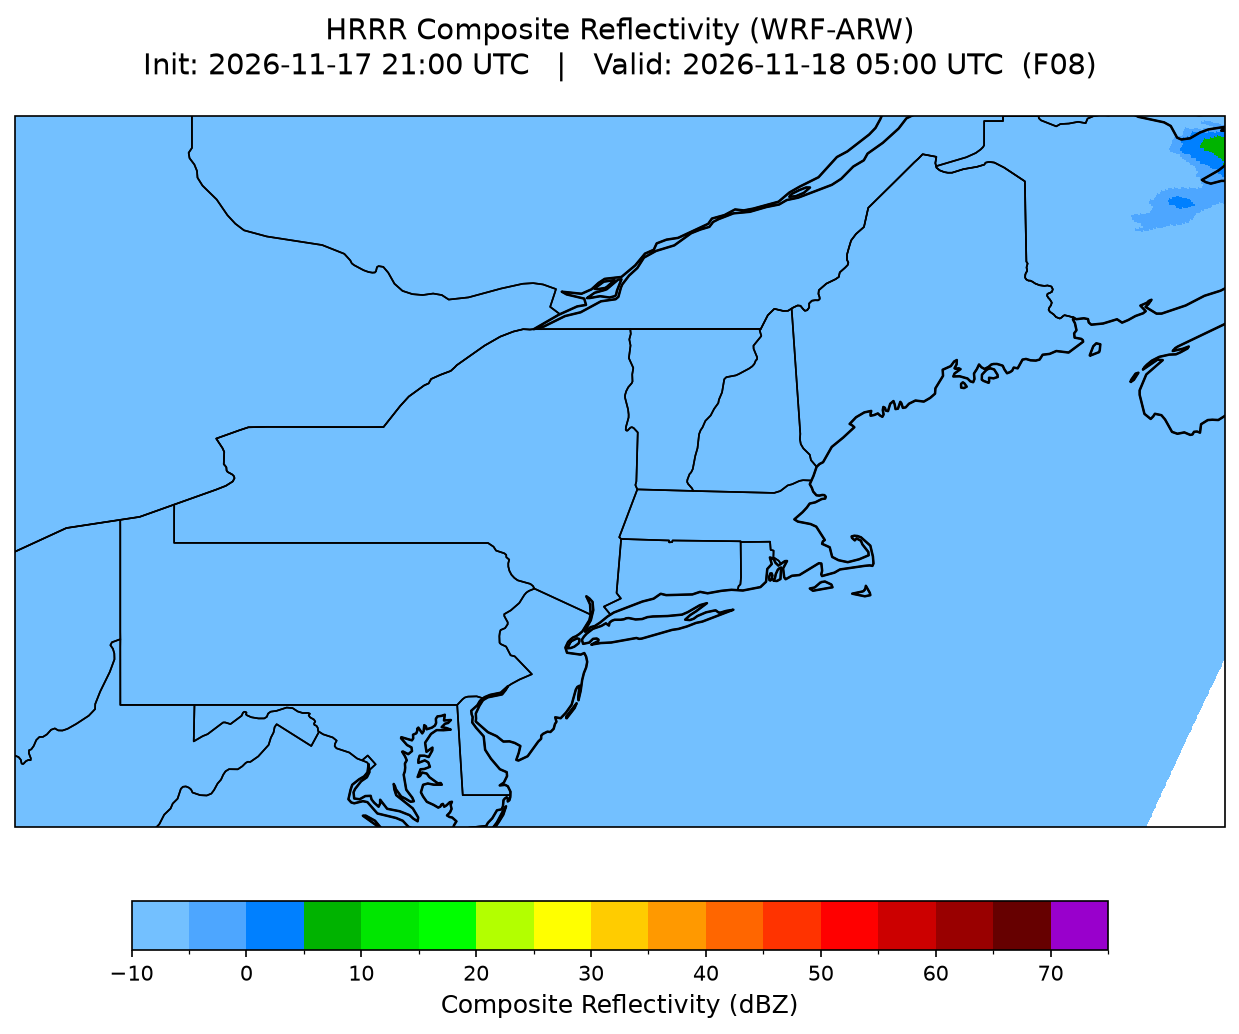 HRRR Composite Reflectivity (WRF-ARW)
Init: 2026-11-17 21:00 UTC | Valid: 2026-11-18 05:00 UTC (F08)
−10 0 10 20 30 40 50 60 70
Composite Reflectivity (dBZ)